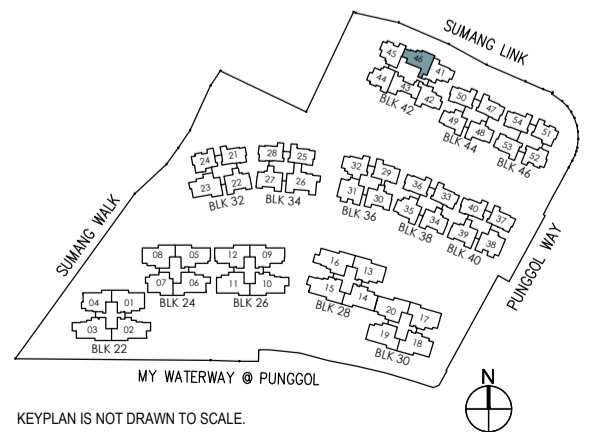 SUMANG LINK
45 46 41
44 43 42
BLK 42
50 47
49 48
BLK 44
54 51
53 52
BLK 46
24 21
23 22
BLK 32
28 25
27 26
BLK 34
32 29
31 30
BLK 36
36 33
35 34
BLK 38
40 37
39 38
BLK 40
SUMANG WALK
PUNGGOL WAY
08 05
07 06
BLK 24
12 09
11 10
BLK 26
16 13
15 14
BLK 28
20 17
19 18
BLK 30
04 01
03 02
BLK 22
MY WATERWAY @ PUNGGOL
N
KEYPLAN IS NOT DRAWN TO SCALE.